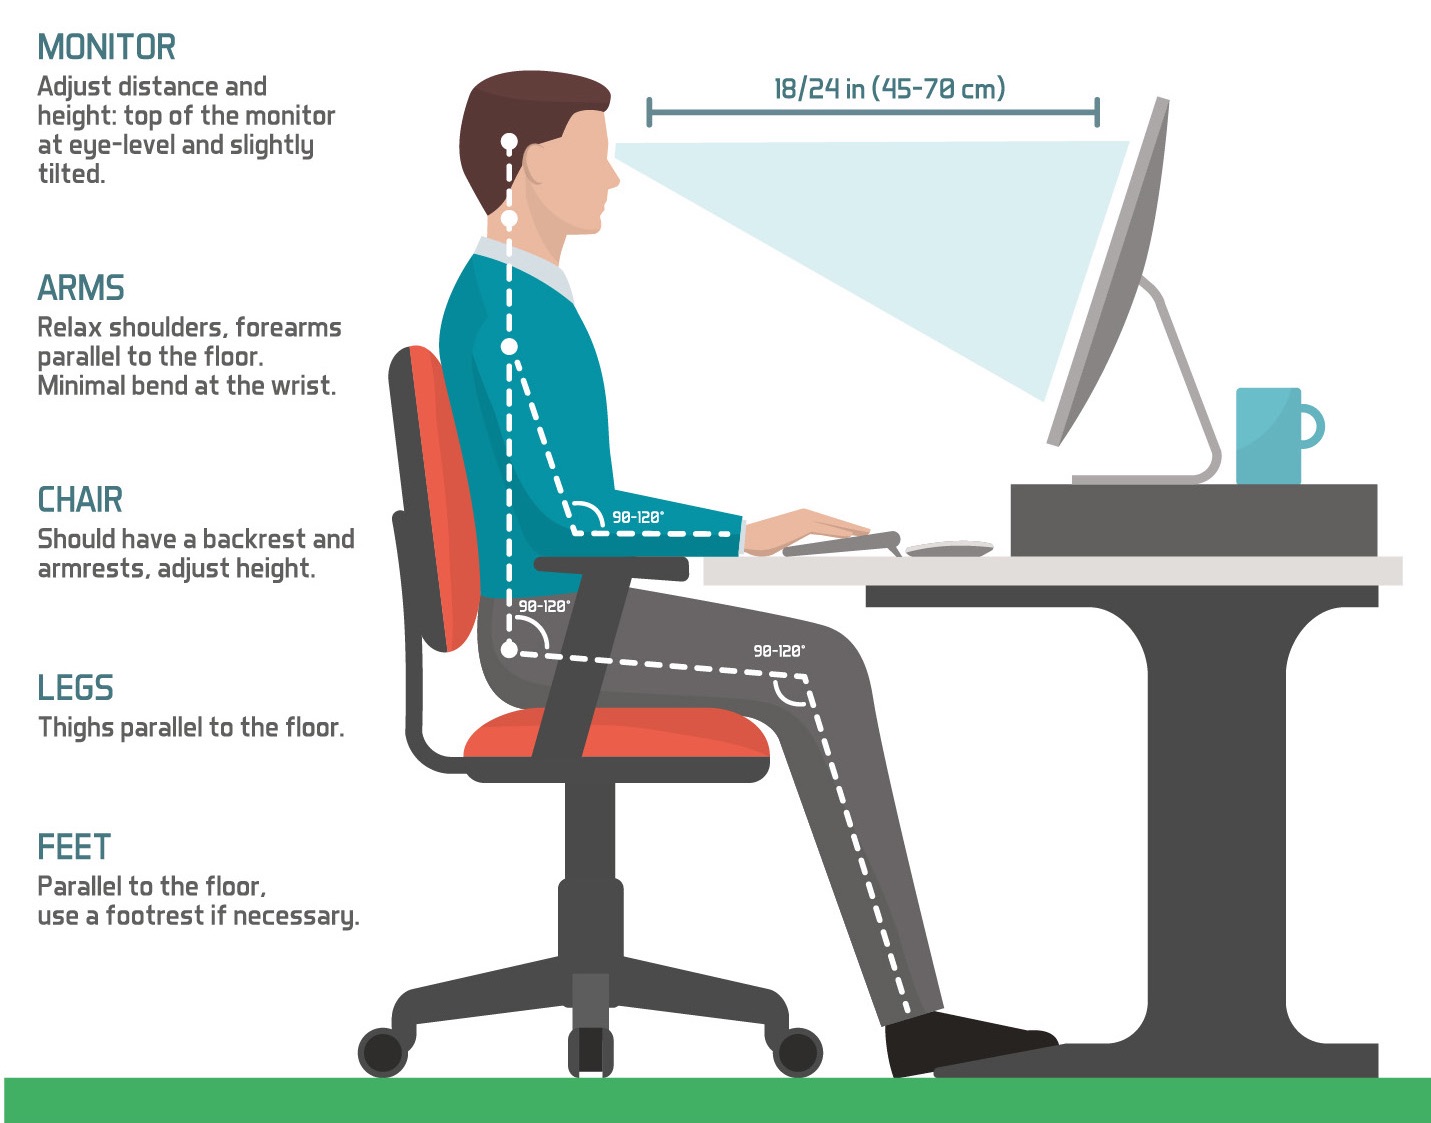 MONITOR
Adjust distance and
height: top of the monitor
at eye-level and slightly
tilted.
ARMS
Relax shoulders, forearms
parallel to the floor.
Minimal bend at the wrist.
CHAIR
Should have a backrest and
armrests, adjust height.
LEGS
Thighs parallel to the floor.
FEET
Parallel to the floor,
use a footrest if necessary.
18/24 in (45-70 cm)
90-120°
90-120°
90-120°